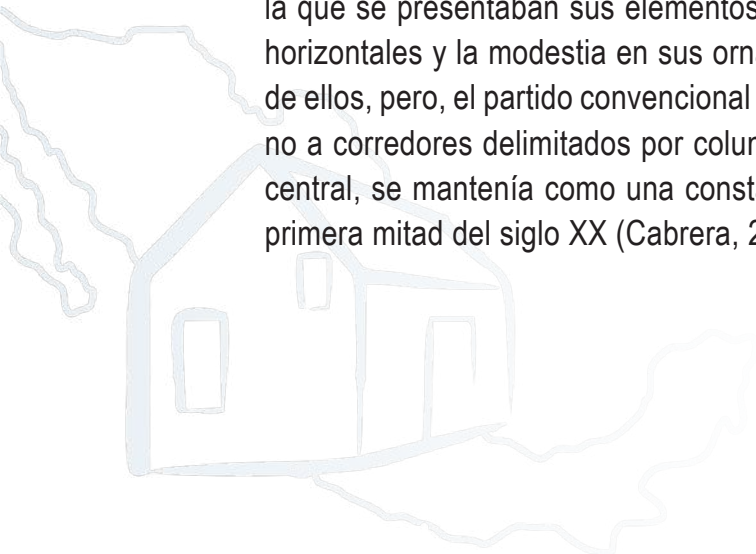 la que se presentaban sus elementos
horizontales y la modestia en sus orn
de ellos, pero, el partido convencional
no a corredores delimitados por colu
central, se mantenía como una const
primera mitad del siglo XX (Cabrera, 2